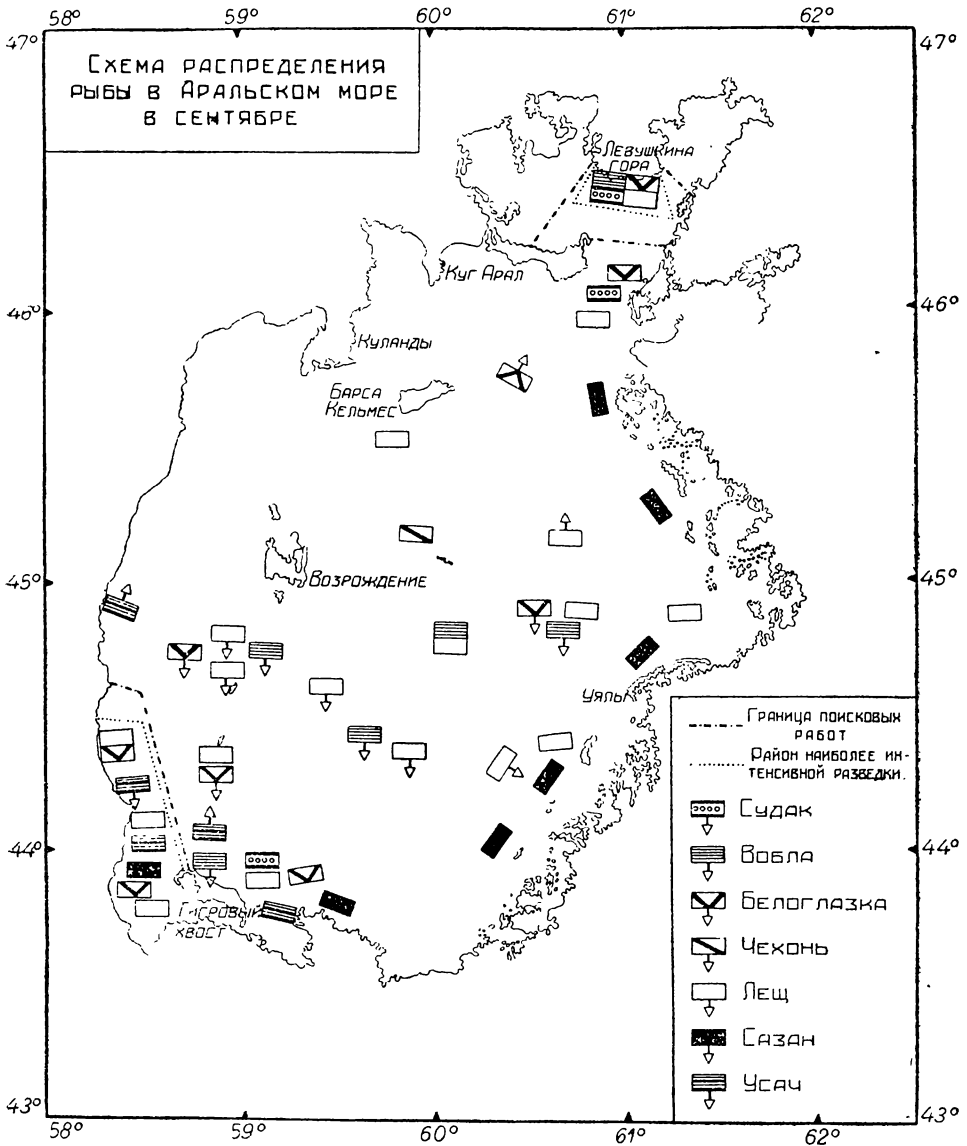 58° 59° 60° 61° 62°
47° 47°
Схема распределения
рыбы в Аральском море
в сентябре
Левушкина
гора
Куг Арал
46° 46°
Куланды
Барса
Кельмес
45° 45°
Возрождение
Уялы
Граница поисковых
работ
Район наиболее ин-
тенсивной разведки.
Судак
44° 44°
Вобла
Белоглазка
Тигровый
хвост
Чехонь
Лещ
Сазан
Усач
43° 43°
58° 59° 60° 61° 62°